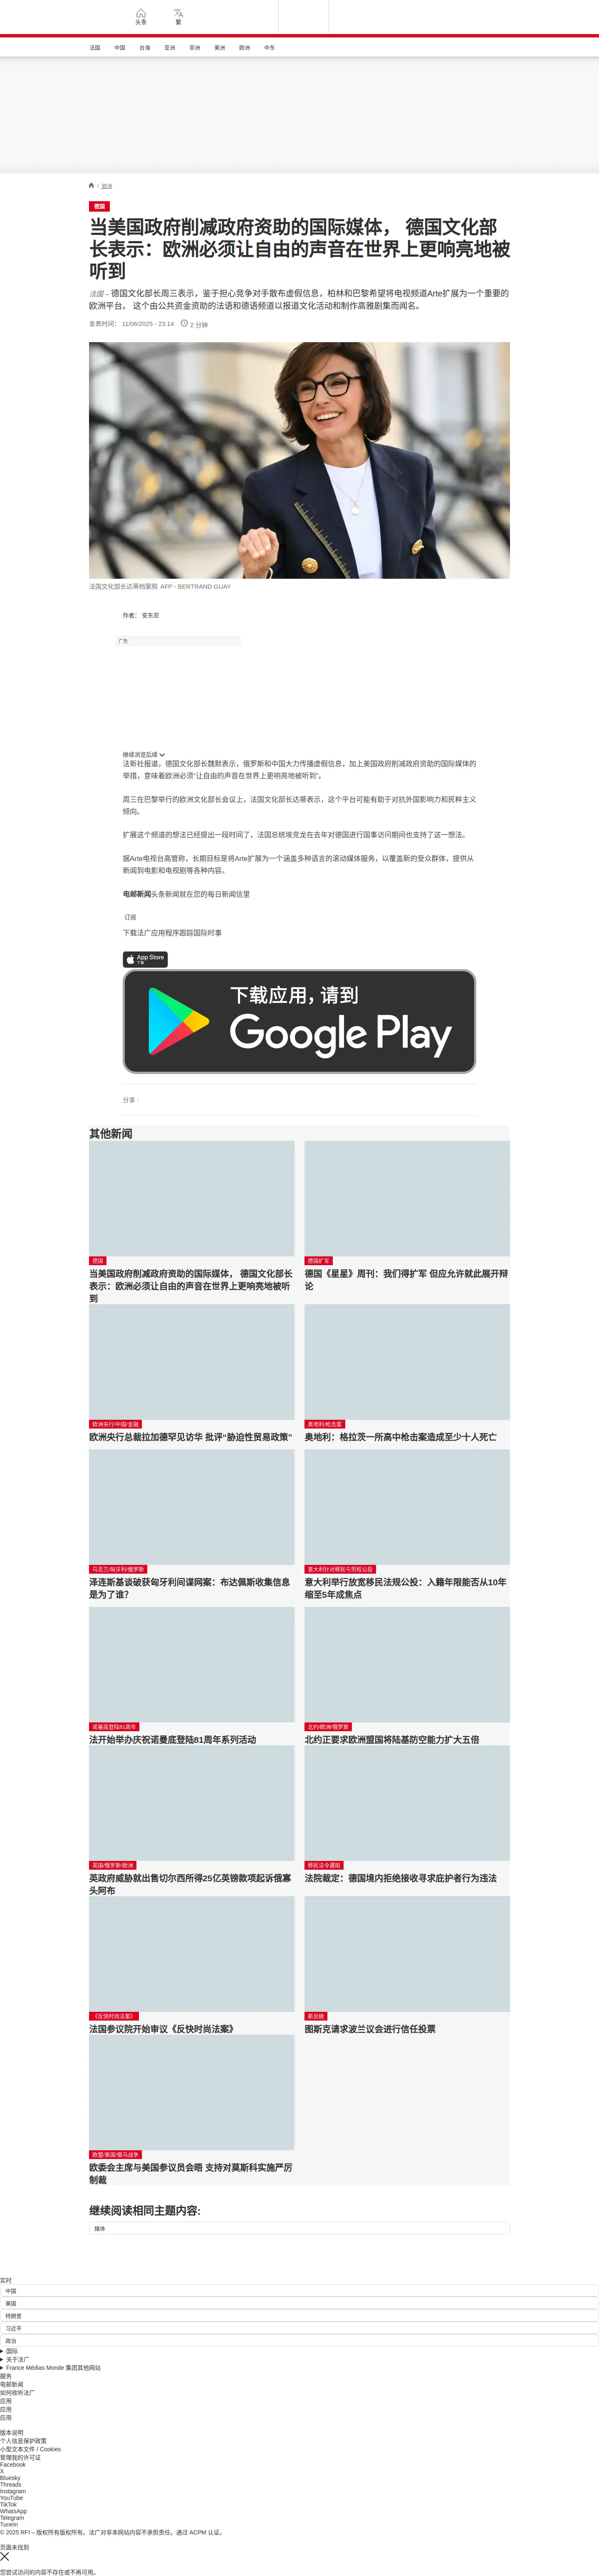 头条
繁
法国
中国
台海
亚洲
非洲
美洲
欧洲
中东
/ 欧洲
德国
当美国政府削减政府资助的国际媒体， 德国文化部
长表示：欧洲必须让自由的声音在世界上更响亮地被
听到
法国 – 德国文化部长周三表示，鉴于担心竞争对手散布虚假信息，柏林和巴黎希望将电视频道Arte扩展为一个重要的
欧洲平台。 这个由公共资金资助的法语和德语频道以报道文化活动和制作高雅剧集而闻名。
发表时间： 11/06/2025 - 23:14
2 分钟
法国文化部长达蒂档案照 AFP - BERTRAND GUAY
作者： 安东尼
广告
继续浏览后续
法新社报道，德国文化部长魏默表示，俄罗斯和中国大力传播虚假信息，加上美国政府削减政府资助的国际媒体的
举措，意味着欧洲必须“让自由的声音在世界上更响亮地被听到”。
周三在巴黎举行的欧洲文化部长会议上，法国文化部长达蒂表示，这个平台可能有助于对抗外国影响力和民粹主义
倾向。
扩展这个频道的想法已经提出一段时间了，法国总统埃克龙在去年对德国进行国事访问期间也支持了这一想法。
据Arte电视台高管称，长期目标是将Arte扩展为一个涵盖多种语言的滚动媒体服务，以覆盖新的受众群体，提供从
新闻到电影和电视剧等各种内容。
电邮新闻头条新闻就在您的每日新闻信里
订阅
下载法广应用程序跟踪国际时事
App Store
下载
下载应用，请到
Google Play
分享 :
其他新闻
德国
当美国政府削减政府资助的国际媒体， 德国文化部长
表示：欧洲必须让自由的声音在世界上更响亮地被听
到
德国扩军
德国《星星》周刊：我们得扩军 但应允许就此展开辩
论
欧洲央行/中国/金融
欧洲央行总裁拉加德罕见访华 批评“胁迫性贸易政策”
奥地利/枪击案
奥地利：格拉茨一所高中枪击案造成至少十人死亡
乌克兰/匈牙利/俄罗斯
泽连斯基谈破获匈牙利间谍网案：布达佩斯收集信息
是为了谁？
意大利针对移民与劳权公投
意大利举行放宽移民法规公投：入籍年限能否从10年
缩至5年成焦点
诺曼底登陆81周年
法开始举办庆祝诺曼底登陆81周年系列活动
北约/欧洲/俄罗斯
北约正要求欧洲盟国将陆基防空能力扩大五倍
英国/俄罗斯/欧洲
英政府威胁就出售切尔西所得25亿英镑款项起诉俄寡
头阿布
移民法令遇阻
法院裁定：德国境内拒绝接收寻求庇护者行为违法
《反快时尚法案》
法国参议院开始审议《反快时尚法案》
新总统
图斯克请求波兰议会进行信任投票
欧盟/美国/俄乌战争
欧委会主席与美国参议员会晤 支持对莫斯科实施严厉
制裁
继续阅读相同主题内容:
媒体
实时
中国
美国
特朗普
习近平
政治
国际
关于法广
France Médias Monde 集团其他网站
服务
电邮新闻
如何收听法广
应用
应用
应用
版本说明
个人信息保护政策
小型文本文件 / Cookies
管理我的许可证
Facebook
X
Bluesky
Threads
Instagram
YouTube
TikTok
WhatsApp
Telegram
TuneIn
© 2025 RFI – 版权所有版权所有。法广对非本网站内容不承担责任。通过 ACPM 认证。
页面未找到
您尝试访问的内容不存在或不再可用。